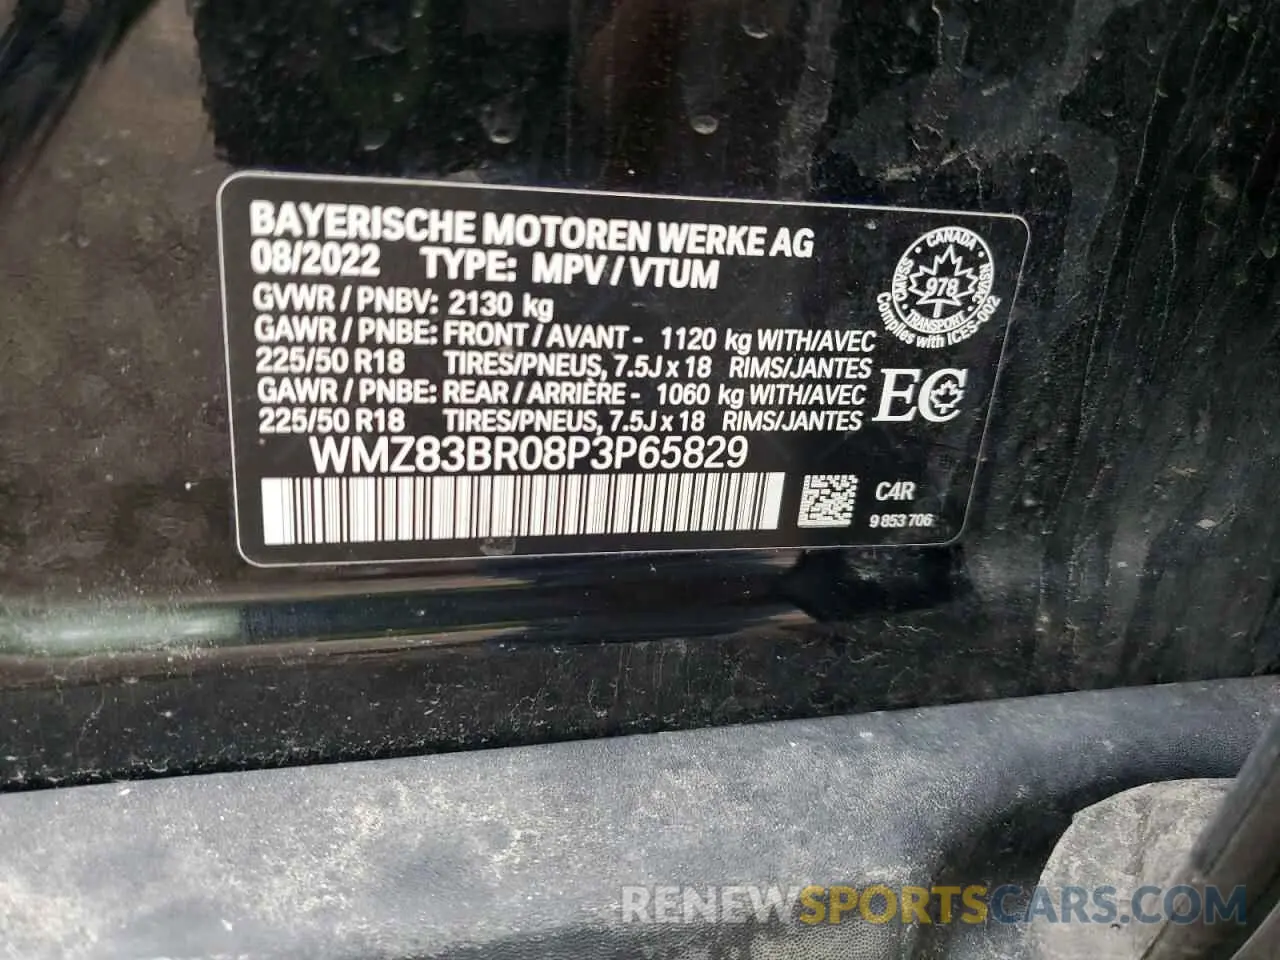 BAYERISCHE MOTOREN WERKE AG
08/2022 TYPE: MPV/VTUM
GVWR / PNBV: 2130 kg
GAWR / PNBE: FRONT / AVANT - 1120 kg WITH/AVEC
225/50 R18 TIRES/PNEUS, 7.5J x 18 RIMS/JANTES
GAWR / PNBE: REAR / ARRIÈRE - 1060 kg WITH/AVEC
225/50 R18 TIRES/PNEUS, 7.5J x 18 RIMS/JANTES
WMZ83BR08P3P65829
CANADA
CMVSS
978
NSVAC
TRANSPORT
Complies with ICES-002
EC
C4R
9 853 706
RENEWSPORTSCARS.COM